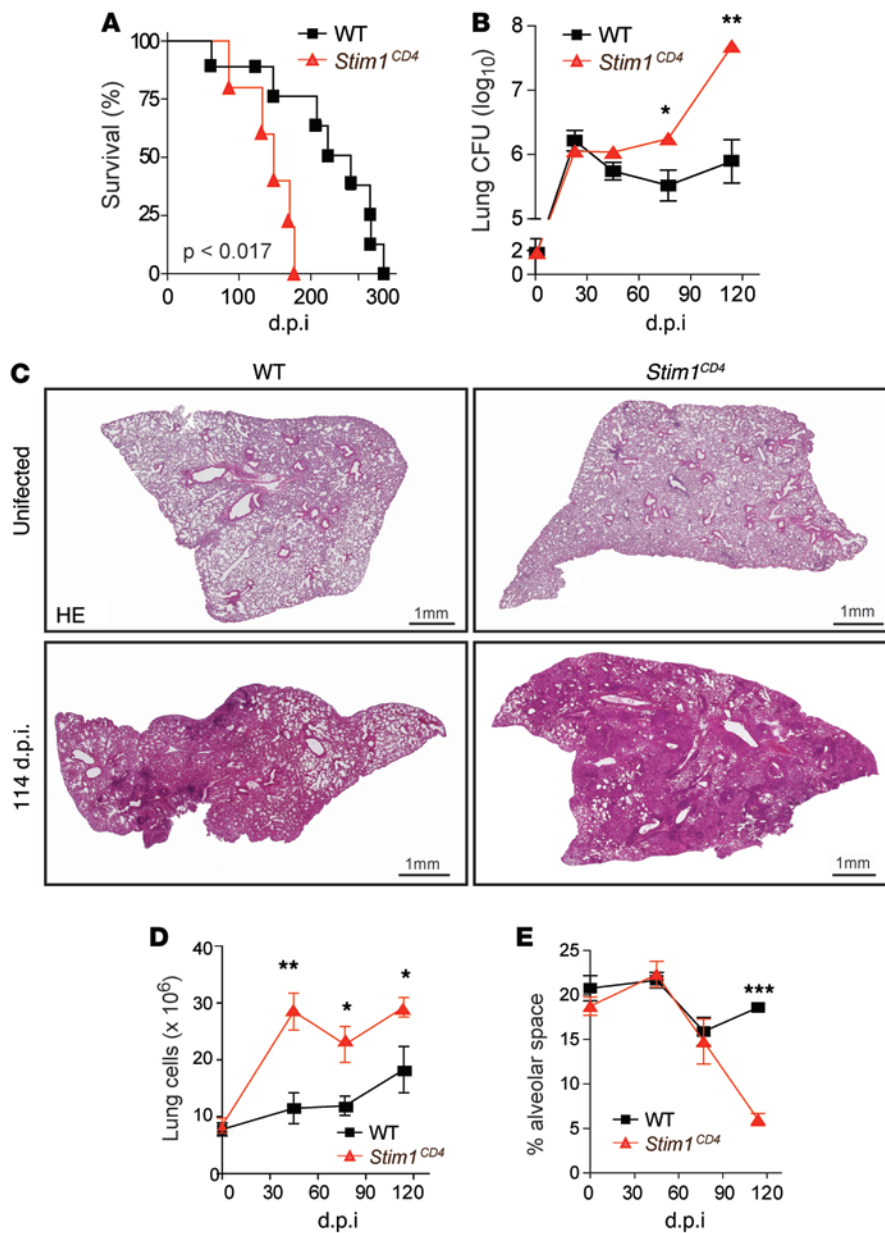 A
WT
Stim1CD4
100
75
50
25
0
Survival (%)
p < 0.017
0 100 200 300
d.p.i
B
WT
Stim1CD4
**
*
8
7
6
5
2
0
Lung CFU (log10)
0 30 60 90 120
d.p.i
C
WT Stim1CD4
Unifected
HE
1mm
1mm
114 d.p.i.
1mm
1mm
D
40
30
20
10
0
Lung cells (x 106)
** * *
WT
Stim1CD4
0 30 60 90 120
d.p.i
E
25
20
15
10
5
0
% alveolar space
***
WT
Stim1CD4
0 30 60 90 120
d.p.i